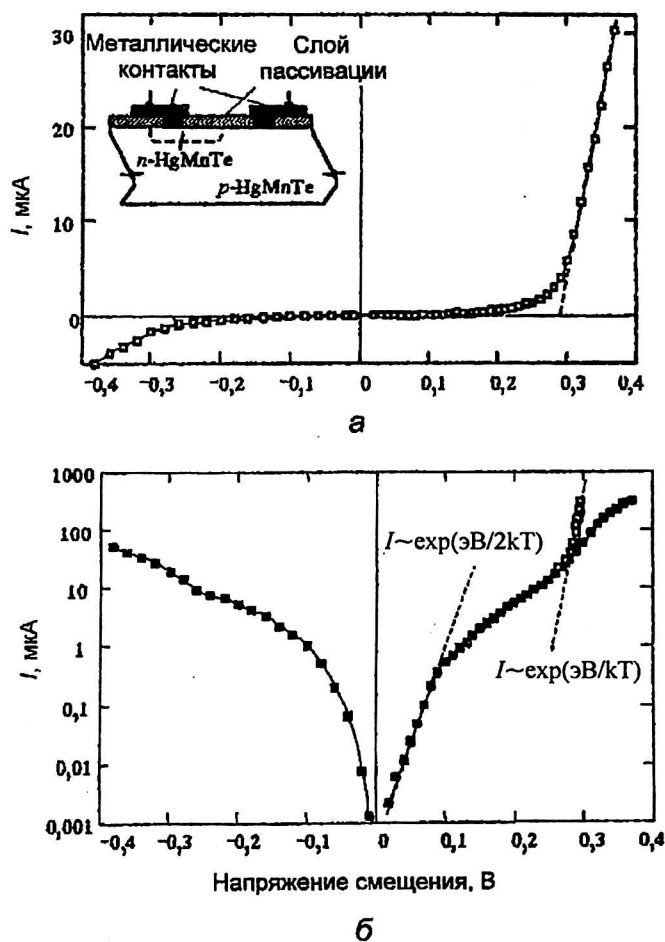 30
20
10
0
I, мкА
Металлические
контакты
Слой
пассивации
n-HgMnTe
p-HgMnTe
-0,4 -0,3 -0,2 -0,1 0 0,1 0,2 0,3 0,4
а
1000
100
10
1
0,1
0,01
0,001
I, мкА
I~exp(эВ/2kT)
I~exp(эВ/kT)
-0,4 -0,3 -0,2 -0,1 0 0,1 0,2 0,3 0,4
Напряжение смещения, В
б